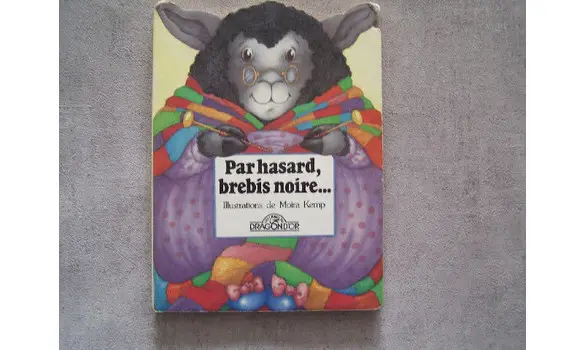 Par hasard,
brebis noire...
Illustrations de Moira Kemp
DRAGON D'OR